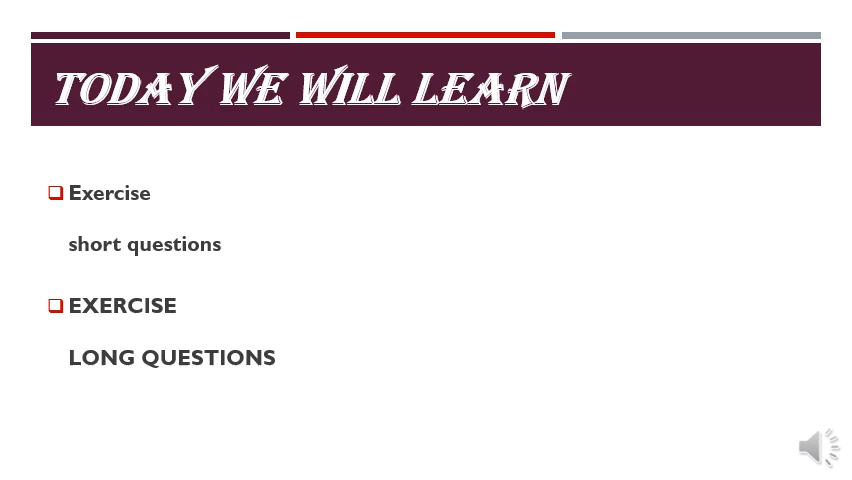 TODAY WE WILL LEARN
Exercise
short questions
EXERCISE
LONG QUESTIONS